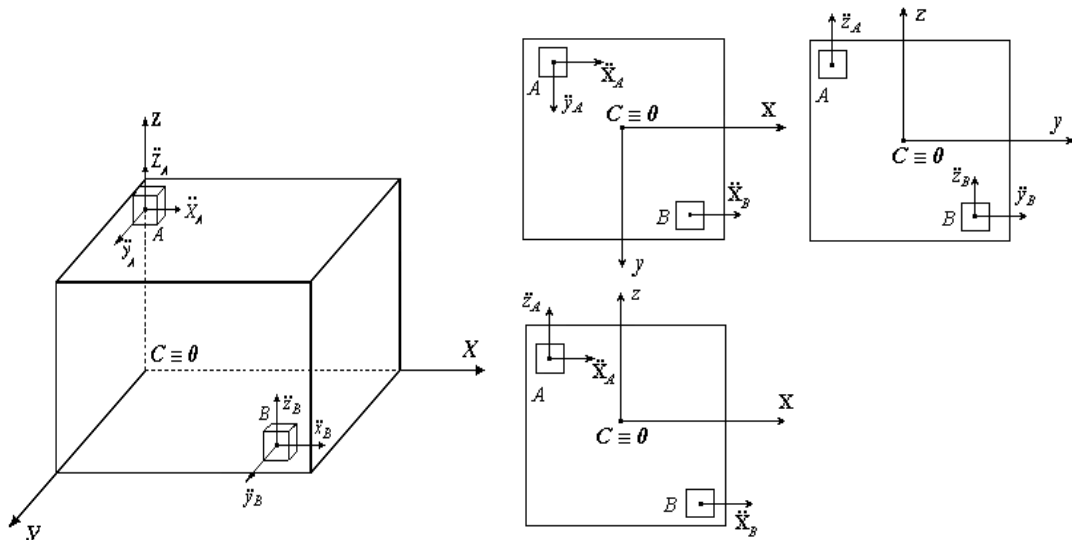 z
Z̈_A
Ẍ_A
A
ÿ_A
C ≡ 0
X
B
z̈_B
ẍ_B
ÿ_B
y
A
Ẍ_A
ÿ_A
C ≡ 0
X
B
Ẍ_B
y
z̈_A
z
A
C ≡ 0
y
z̈_B
B
ÿ_B
z̈_A
z
A
Ẍ_A
C ≡ 0
X
B
Ẍ_B